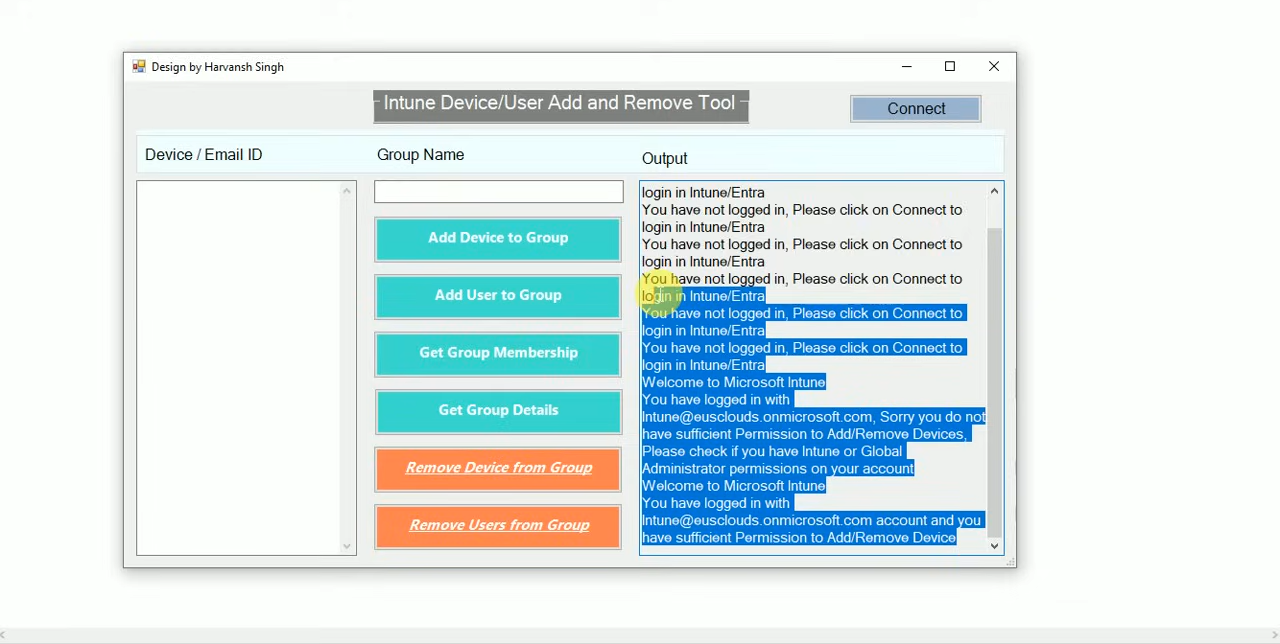 Design by Harvansh Singh
Intune Device/User Add and Remove Tool
Connect
Device / Email ID
Group Name
Output
Add Device to Group
Add User to Group
Get Group Membership
Get Group Details
Remove Device from Group
Remove Users from Group
login in Intune/Entra
You have not logged in, Please click on Connect to
login in Intune/Entra
You have not logged in, Please click on Connect to
login in Intune/Entra
You have not logged in, Please click on Connect to
login in Intune/Entra
You have not logged in, Please click on Connect to
login in Intune/Entra
You have not logged in, Please click on Connect to
login in Intune/Entra
Welcome to Microsoft Intune
You have logged in with
Intune@eusclouds.onmicrosoft.com, Sorry you do not
have sufficient Permission to Add/Remove Devices,
Please check if you have Intune or Global
Administrator permissions on your account
Welcome to Microsoft Intune
You have logged in with
Intune@eusclouds.onmicrosoft.com account and you
have sufficient Permission to Add/Remove Device